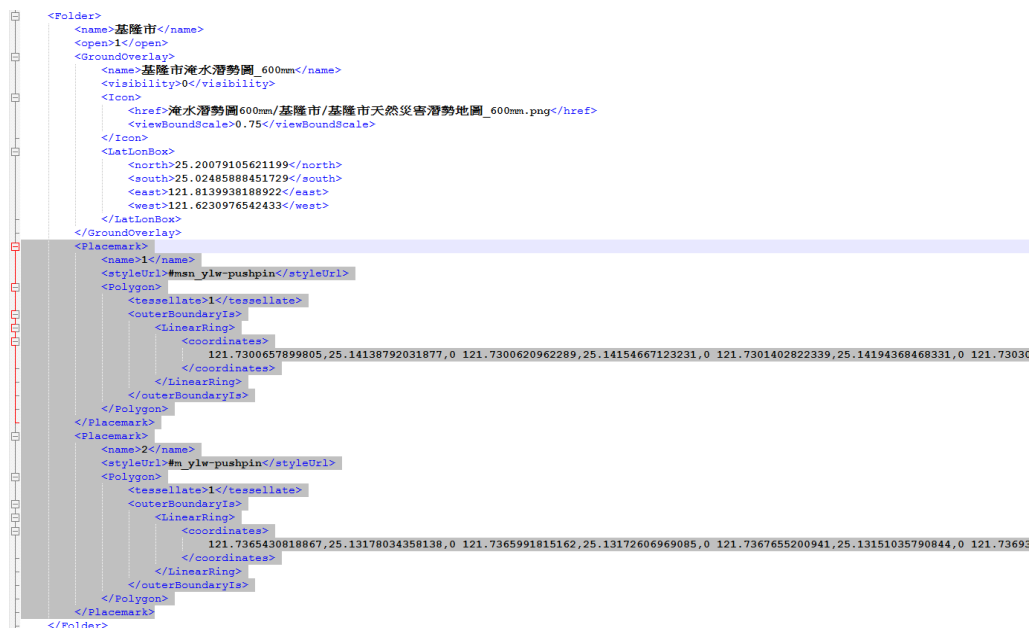 <Folder>
<name>基隆市</name>
<open>1</open>
<GroundOverlay>
<name>基隆市淹水潛勢圖_600mm</name>
<visibility>0</visibility>
<Icon>
<href>淹水潛勢圖600mm/基隆市/基隆市天然災害潛勢地圖_600mm.png</href>
<viewBoundScale>0.75</viewBoundScale>
</Icon>
<LatLonBox>
<north>25.20079105621199</north>
<south>25.02485888451729</south>
<east>121.8139938188922</east>
<west>121.6230976542433</west>
</LatLonBox>
</GroundOverlay>
<Placemark>
<name>1</name>
<styleUrl>#msn_ylw-pushpin</styleUrl>
<Polygon>
<tessellate>1</tessellate>
<outerBoundaryIs>
<LinearRing>
<coordinates>
121.7300657899805,25.14138792031877,0 121.7300620962289,25.14154667123231,0 121.7301402822339,25.14194368468331,0 121.7303
</coordinates>
</LinearRing>
</outerBoundaryIs>
</Polygon>
</Placemark>
<Placemark>
<name>2</name>
<styleUrl>#m_ylw-pushpin</styleUrl>
<Polygon>
<tessellate>1</tessellate>
<outerBoundaryIs>
<LinearRing>
<coordinates>
121.7365430818867,25.13178034358138,0 121.7365991815162,25.13172606969085,0 121.7367655200941,25.13151035790844,0 121.7369
</coordinates>
</LinearRing>
</outerBoundaryIs>
</Polygon>
</Placemark>
</Folder>